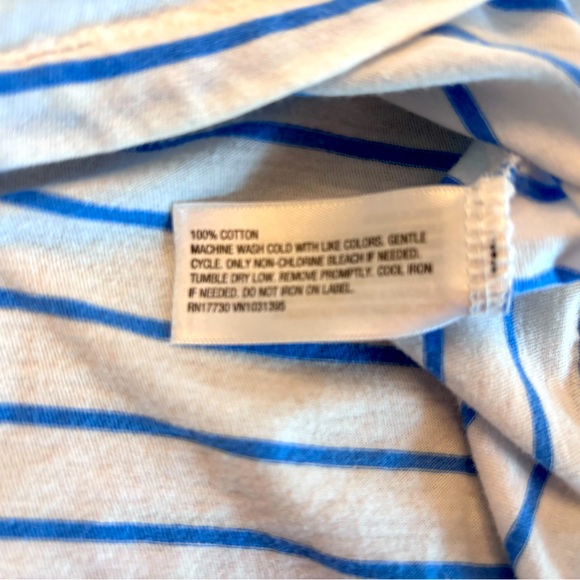 100% COTTON
MACHINE WASH COLD WITH LIKE COLORS. GENTLE
CYCLE. ONLY NON-CHLORINE BLEACH IF NEEDED.
TUMBLE DRY LOW. REMOVE PROMPTLY. COOL IRON
IF NEEDED. DO NOT IRON ON LABEL.
RN17730 VN1031395